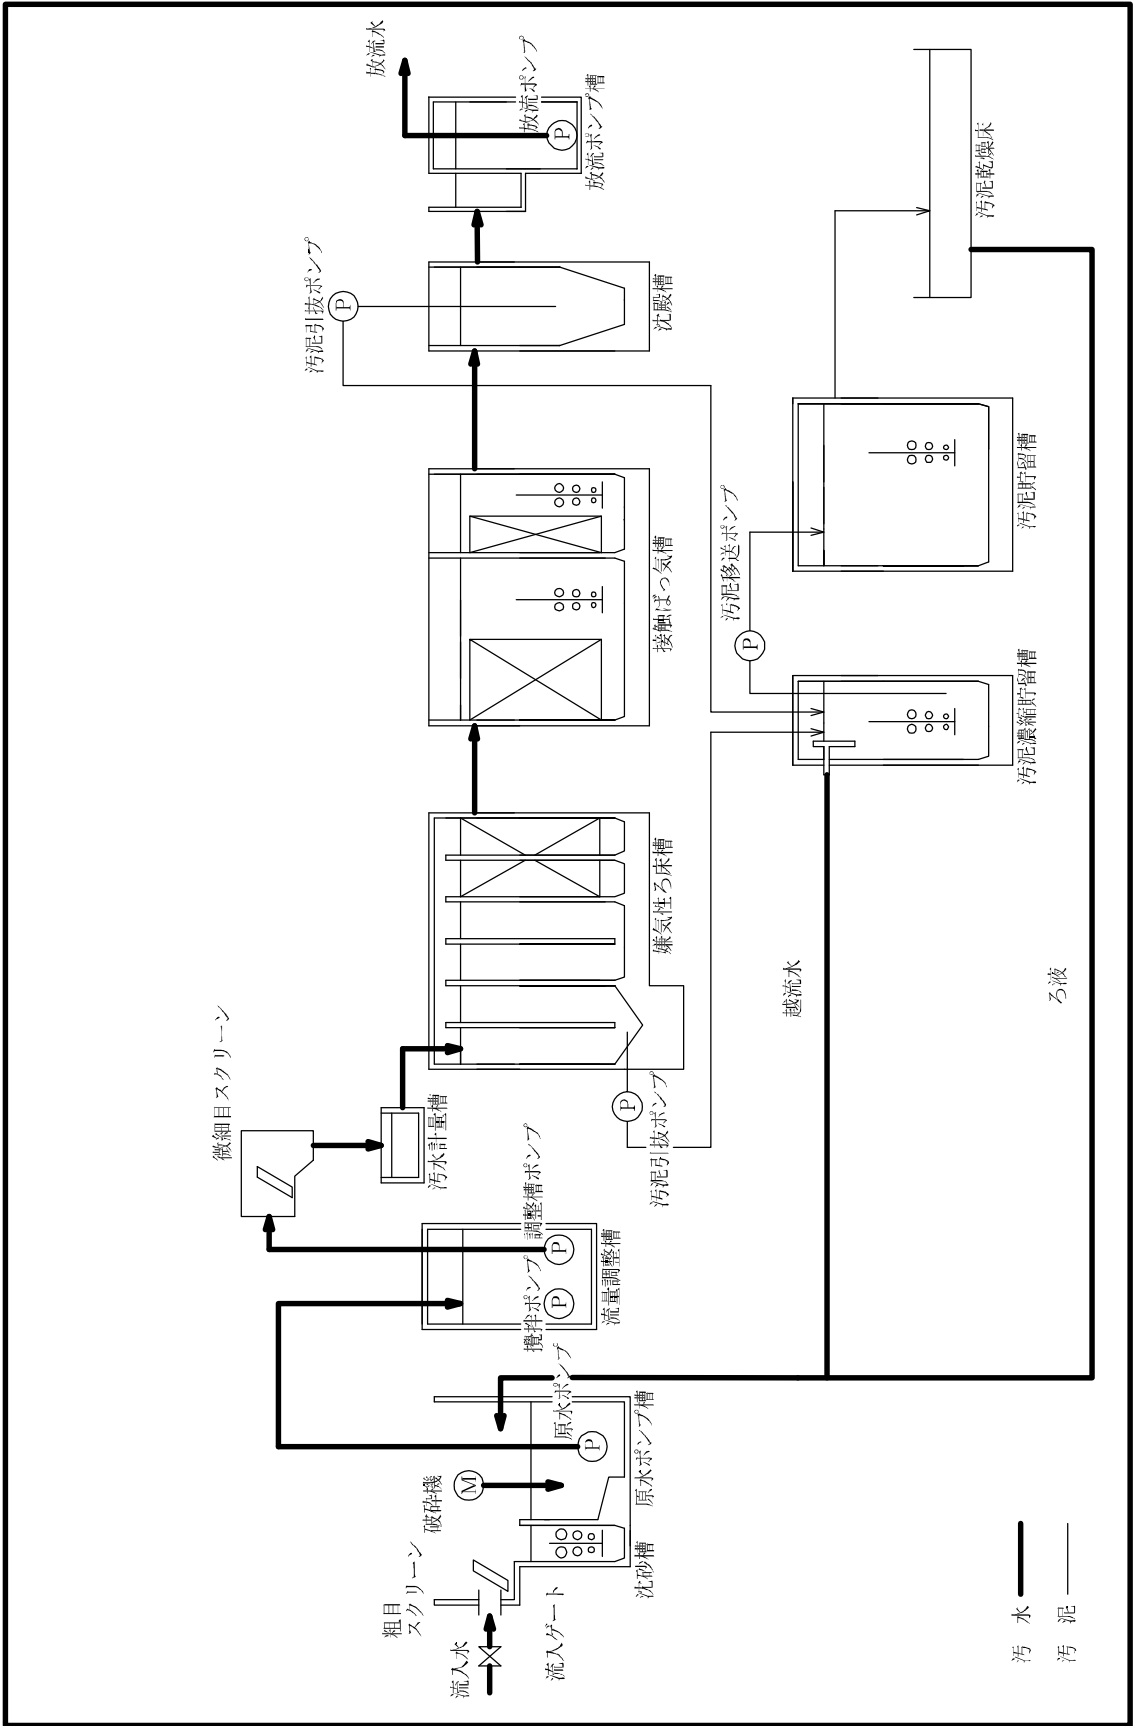 流入水
流入ゲート
粗目
スクリーン
沈砂槽
破砕機
M
原水ポンプ
P
原水ポンプ槽
攪拌ポンプ
P
調整槽ポンプ
P
流量調整槽
微細目スクリーン
汚水計量槽
汚泥引抜ポンプ
P
嫌気性ろ床槽
接触ばっ気槽
汚泥引抜ポンプ
P
沈殿槽
放流ポンプ
P
放流ポンプ槽
放流水
汚泥濃縮貯留槽
汚泥移送ポンプ
P
汚泥貯留槽
汚泥乾燥床
越流水
ろ液
汚 水
汚 泥